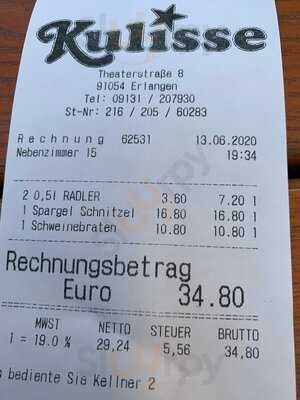 Kulisse
Theaterstraße 8
91054 Erlangen
Tel: 09131 / 207930
St-Nr: 216 / 205 / 60283
Rechnung 62531 13.06.2020
Nebenzimmer 15 19:34
2 0,5l RADLER 3.60 7.20 1
1 Spargel Schnitzel 16.80 16.80 1
1 Schweinebraten 10.80 10.80 1
Rechnungsbetrag
Euro 34.80
MWST NETTO STEUER BRUTTO
1 = 19.0 % 29,24 5,56 34,80
s bediente Sie Kellner 2